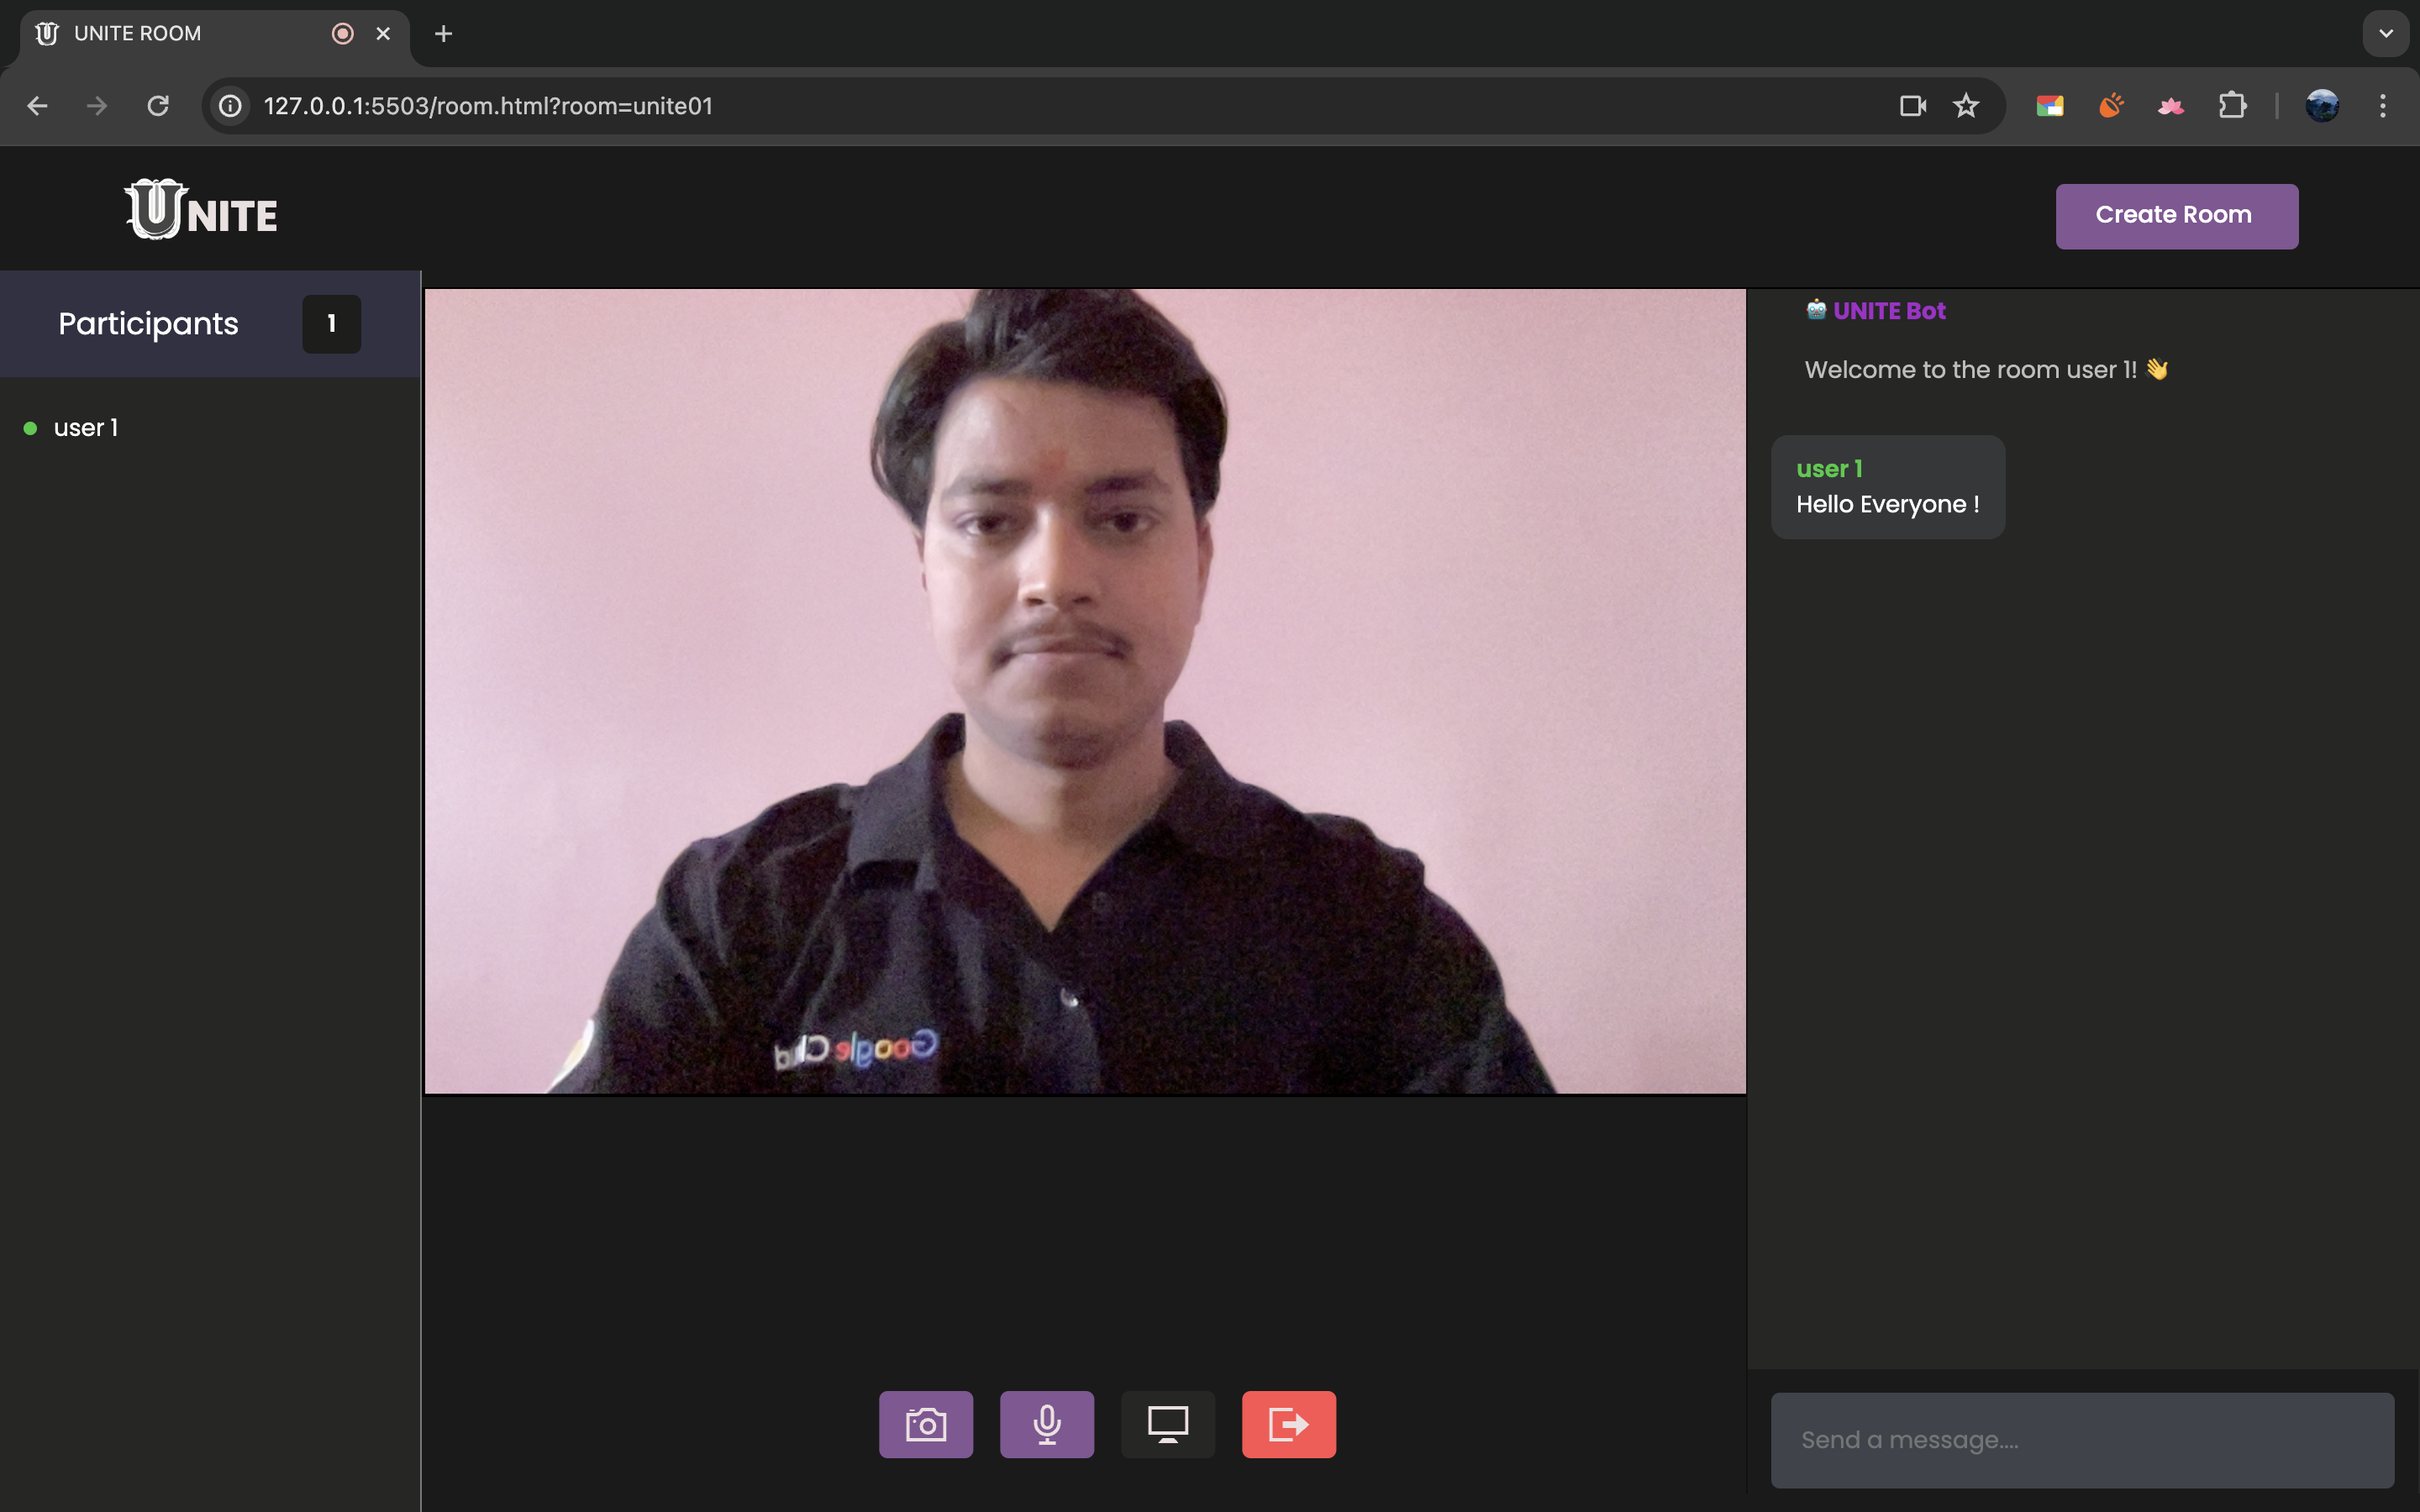 UNITE ROOM
127.0.0.1:5503/room.html?room=unite01
UNITE
Create Room
Participants 1
user 1
UNITE Bot
Welcome to the room user 1! 👋
user 1
Hello Everyone !
Google
Send a message....